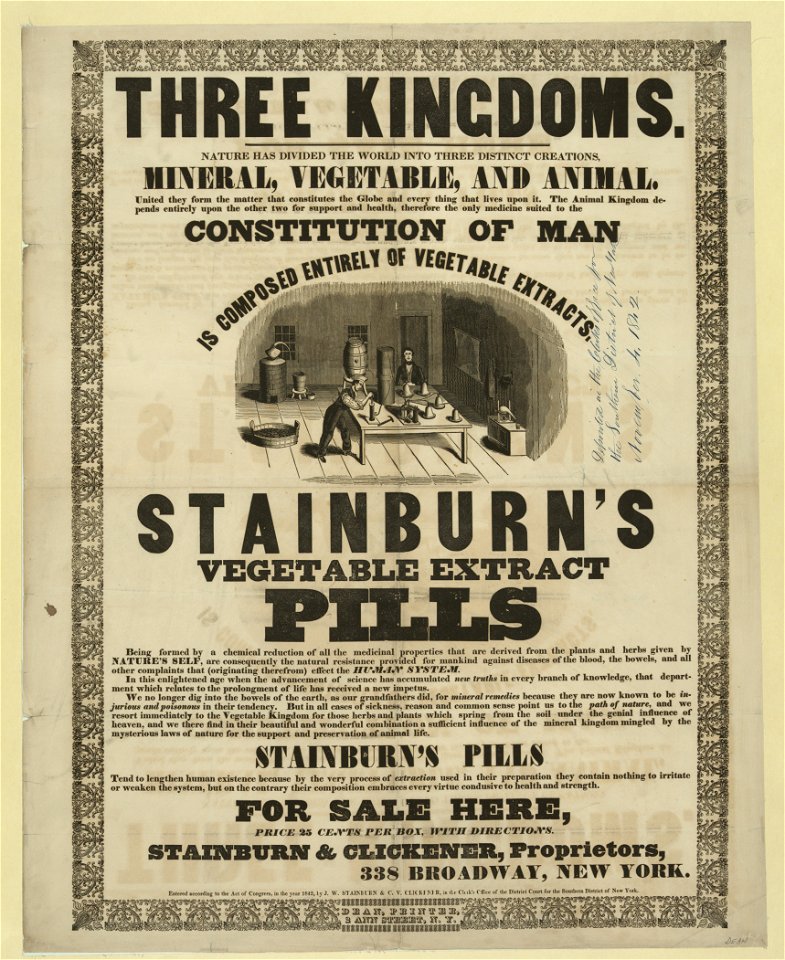 THREE KINGDOMS.
NATURE HAS DIVIDED THE WORLD INTO THREE DISTINCT CREATIONS,
MINERAL, VEGETABLE, AND ANIMAL.
United they form the matter that constitutes the Globe and every thing that lives upon it. The Animal Kingdom de-
pends entirely upon the other two for support and health, therefore the only medicine suited to the
CONSTITUTION OF MAN
IS COMPOSED ENTIRELY OF VEGETABLE EXTRACTS.
Deposited in the Clerk's Office for
the Southern District of
November 4, 1842.
STAINBURN'S
VEGETABLE EXTRACT
PILLS
Being formed by a chemical reduction of all the medicinal properties that are derived from the plants and herbs given by
NATURE'S SELF, are consequently the natural resistance provided for mankind against diseases of the blood, the bowels, and all
other complaints that (originating therefrom) effect the HUMAN SYSTEM.
In this enlightened age when the advancement of science has accumulated new truths in every branch of knowledge, that depart-
ment which relates to the prolongment of life has received a new impetus.
We no longer dig into the bowels of the earth, as our grandfathers did, for mineral remedies because they are now known to be in-
jurious and poisonous in their tendency. But in all cases of sickness, reason and common sense point us to the path of nature, and we
resort immediately to the Vegetable Kingdom for those herbs and plants which spring from the soil under the genial influence of
heaven, and we there find in their beautiful and wonderful combination a sufficient influence of the mineral kingdom mingled by the
mysterious laws of nature for the support and preservation of animal life.
STAINBURN'S PILLS
Tend to lengthen human existence because by the very process of extraction used in their preparation they contain nothing to irritate
or weaken the system, but on the contrary their composition embraces every virtue condusive to health and strength.
FOR SALE HERE,
PRICE 25 CENTS PER BOX, WITH DIRECTIONS.
STAINBURN & CLICKENER, Proprietors,
338 BROADWAY, NEW YORK.
Entered according to the Act of Congress, in the year 1842, by J. W. STAINBURN & C. V. CLICKENER, in the Clerk's Office of the District Court for the Southern District of New York.
DEAN, PRINTER,
2 ANN STREET, N. Y.
DEAN